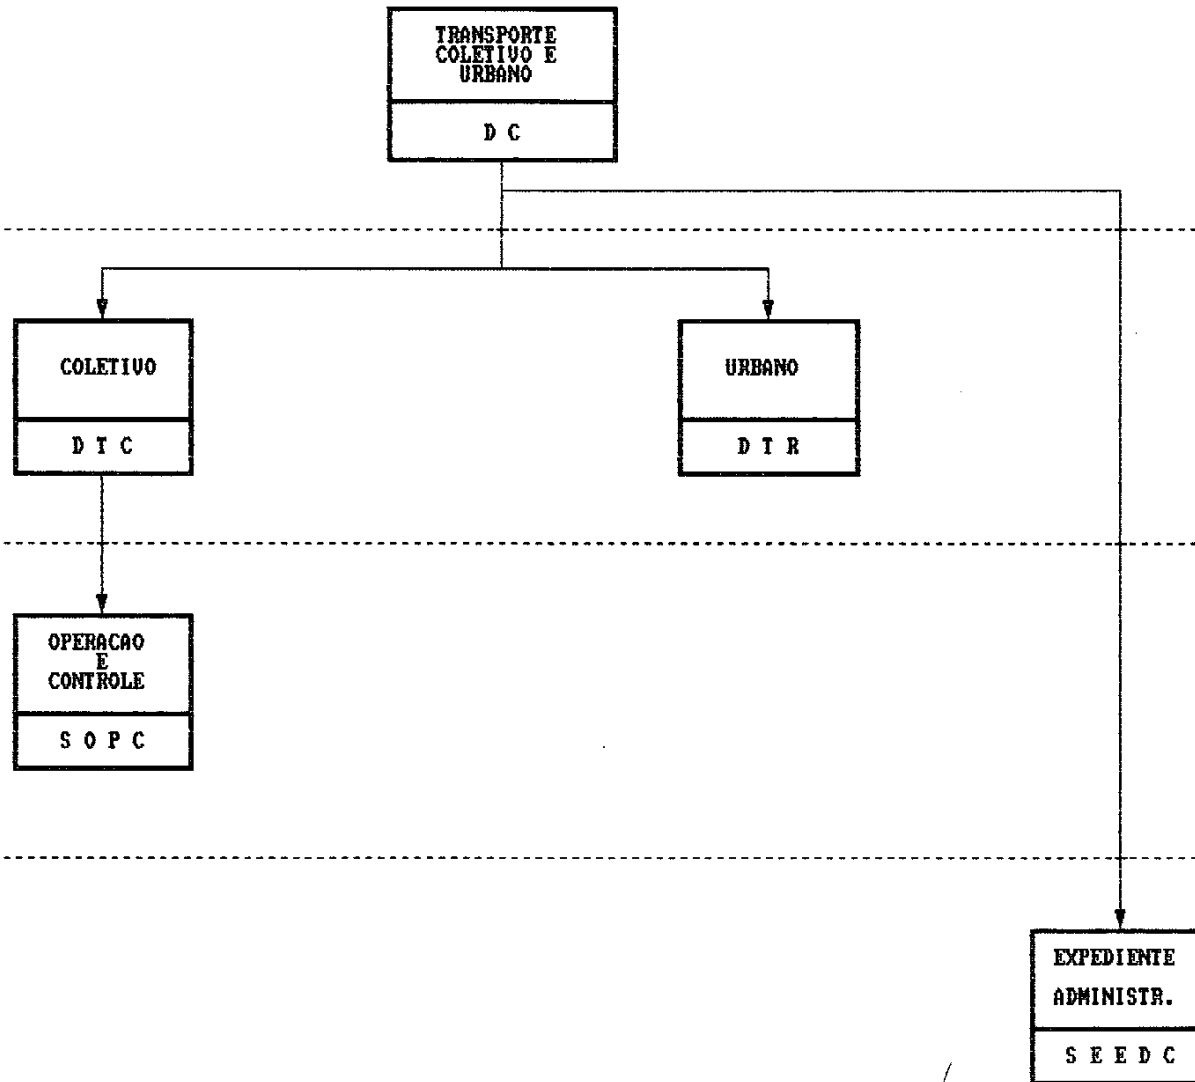 TRANSPORTE
COLETIVO E
URBANO
D C
COLETIVO
D T C
URBANO
D T R
OPERACAO
E
CONTROLE
S O P C
EXPEDIENTE
ADMINISTR.
S E E D C